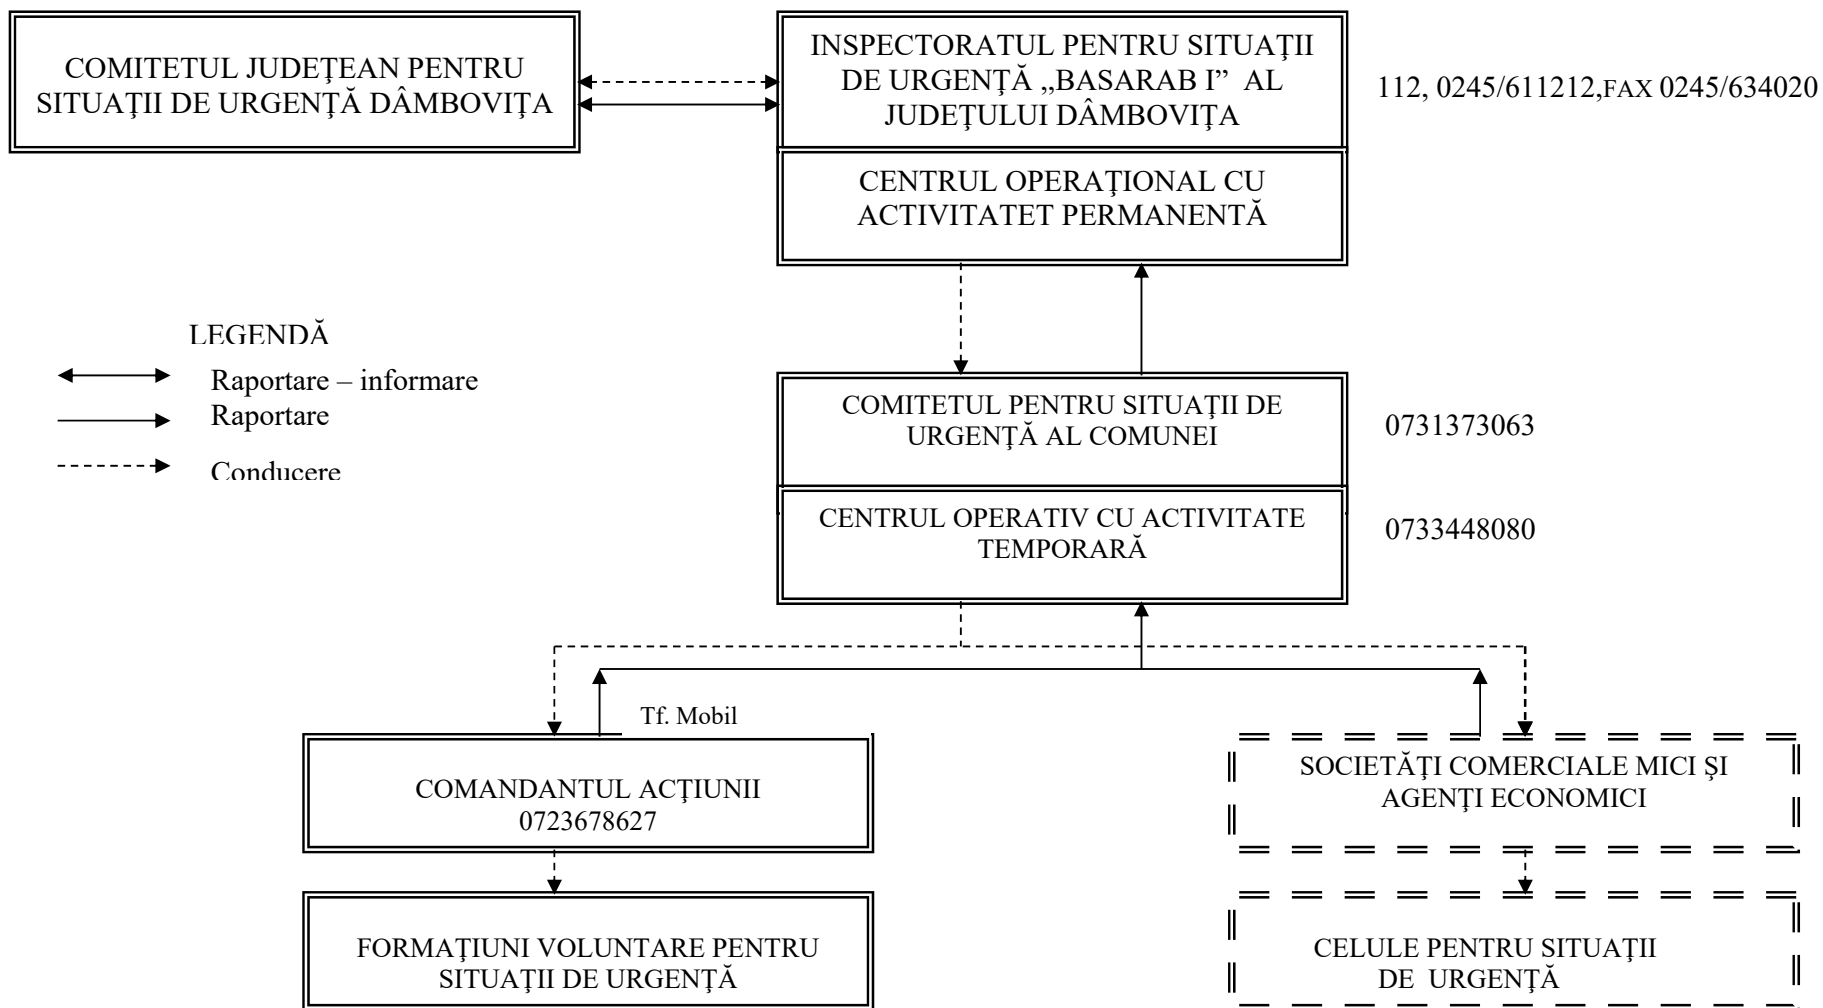 COMITETUL JUDEŢEAN PENTRU
SITUAŢII DE URGENŢĂ DÂMBOVIŢA
INSPECTORATUL PENTRU SITUAŢII
DE URGENŢĂ „BASARAB I” AL
JUDEŢULUI DÂMBOVIŢA
112, 0245/611212,FAX 0245/634020
CENTRUL OPERAŢIONAL CU
ACTIVITATET PERMANENTĂ
LEGENDĂ
Raportare – informare
Raportare
Conducere
COMITETUL PENTRU SITUAŢII DE
URGENŢĂ AL COMUNEI
0731373063
CENTRUL OPERATIV CU ACTIVITATE
TEMPORARĂ
0733448080
Tf. Mobil
COMANDANTUL ACŢIUNII
0723678627
SOCIETĂŢI COMERCIALE MICI ŞI
AGENŢI ECONOMICI
FORMAŢIUNI VOLUNTARE PENTRU
SITUAŢII DE URGENŢĂ
CELULE PENTRU SITUAŢII
DE URGENŢĂ